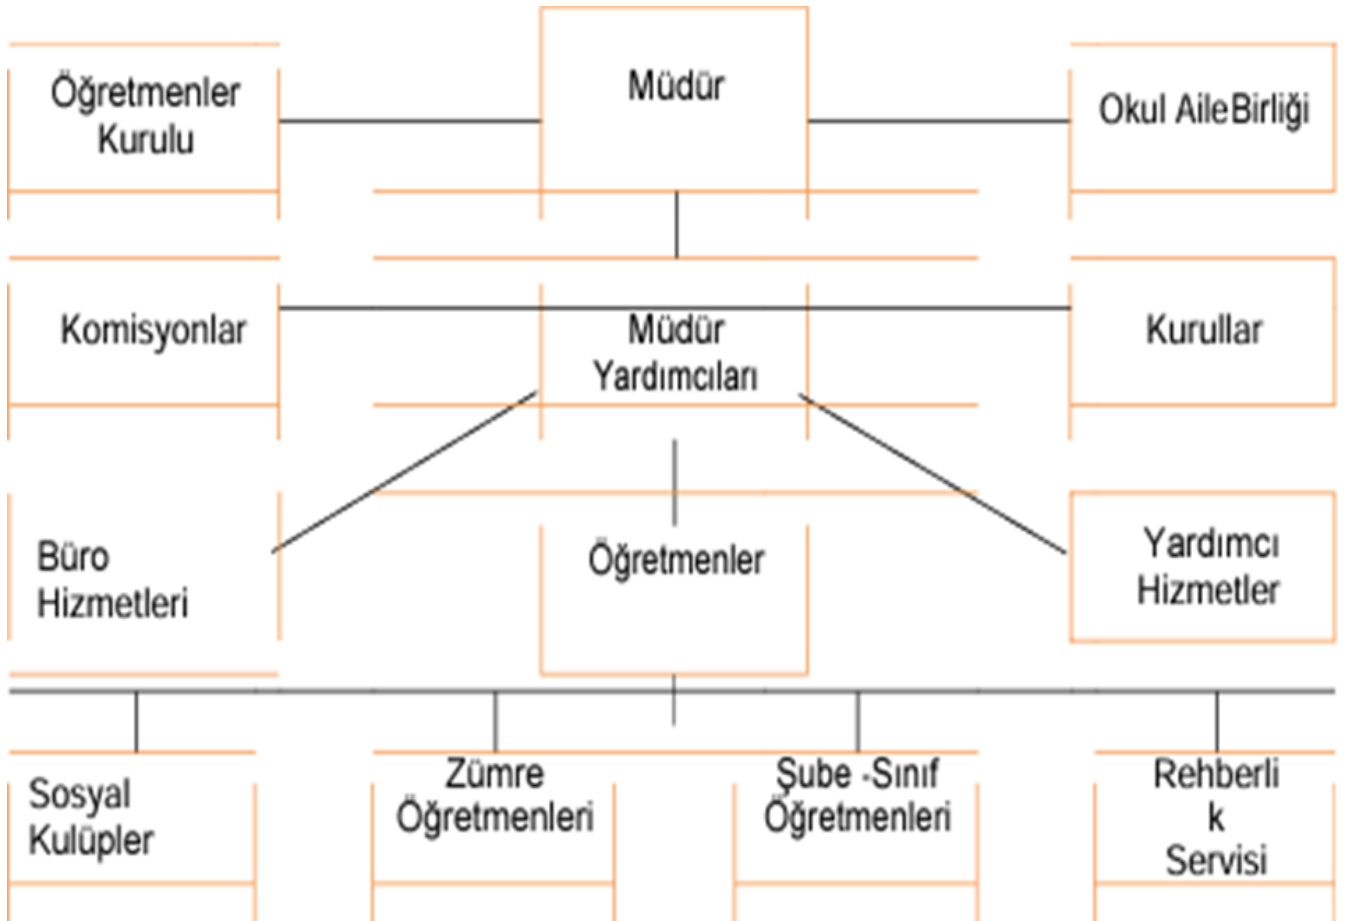 Öğretmenler
Kurulu
Müdür
Okul Aile Birliği
Komisyonlar
Müdür
Yardımcıları
Kurullar
Büro
Hizmetleri
Öğretmenler
Yardımcı
Hizmetler
Sosyal
Kulüpler
Zümre
Öğretmenleri
Şube -Sınıf
Öğretmenleri
Rehberli
k
Servisi